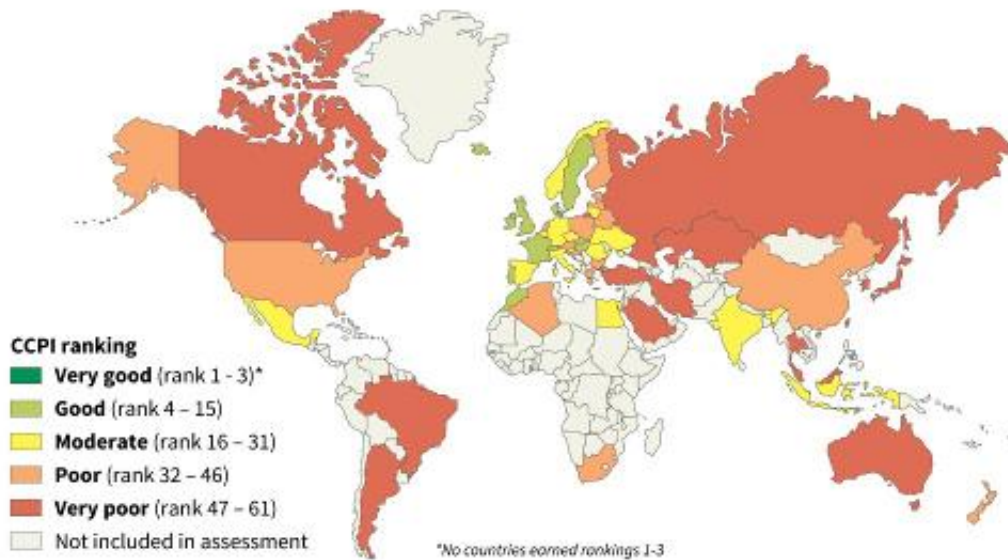 CCPI ranking
Very good (rank 1 - 3)*
Good (rank 4 – 15)
Moderate (rank 16 – 31)
Poor (rank 32 – 46)
Very poor (rank 47 – 61)
Not included in assessment
*No countries earned rankings 1-3